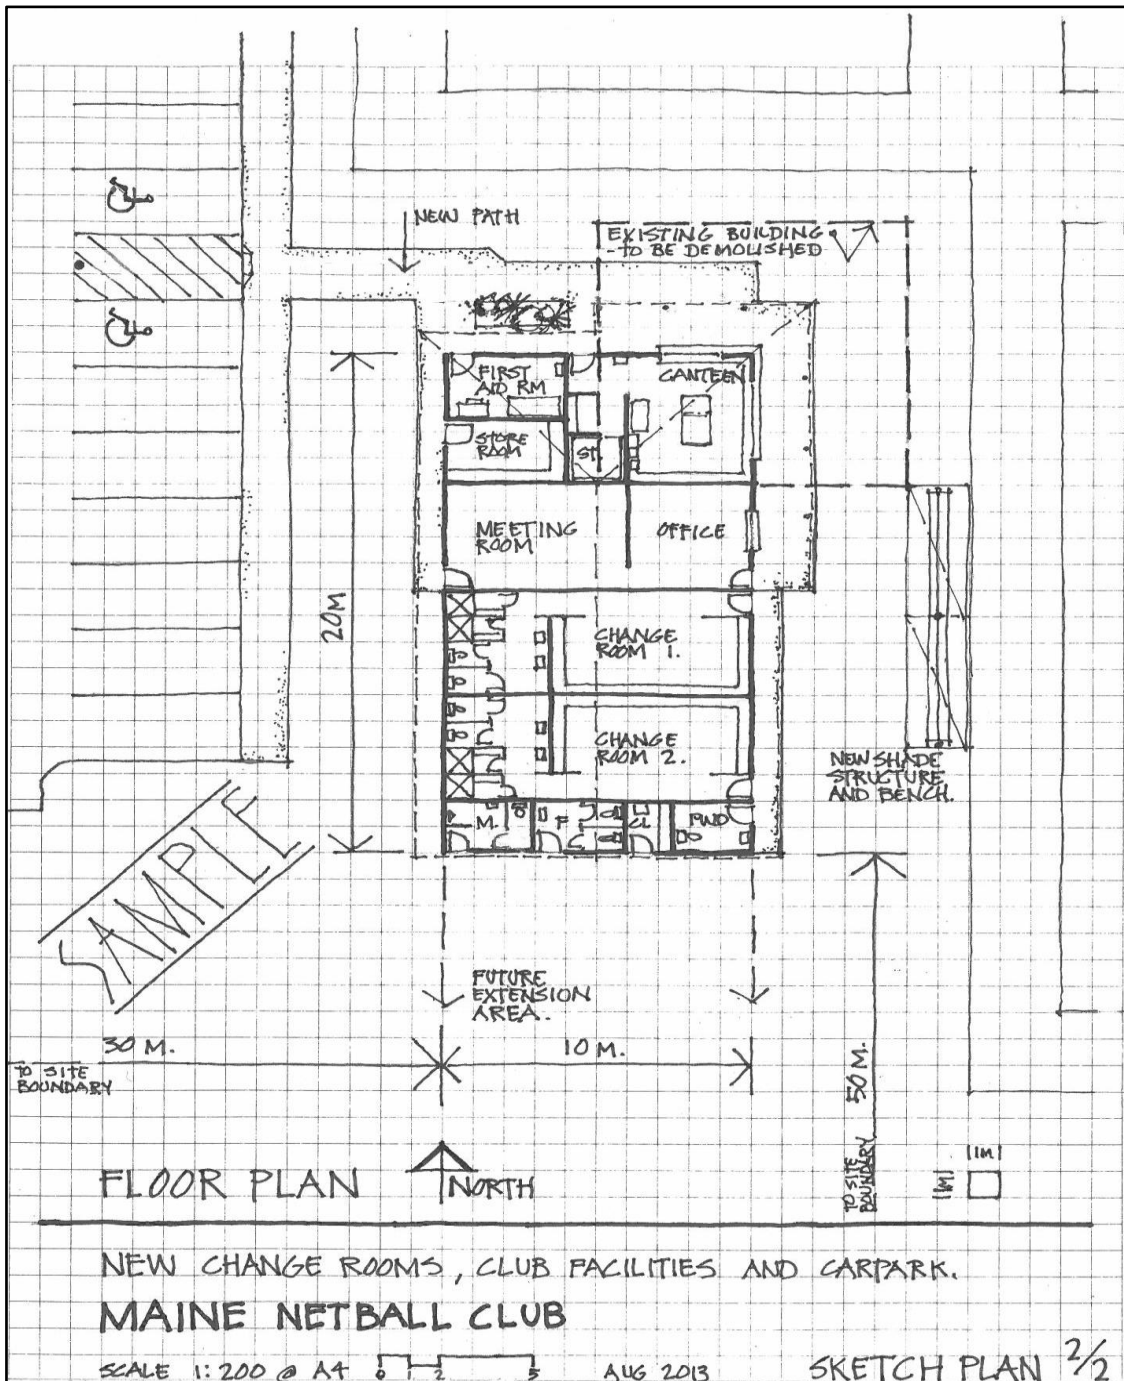 NEW PATH
EXISTING BUILDING
-TO BE DEMOLISHED
FIRST
AID RM
CANTEEN
STORE
ROOM
ST.
MEETING
ROOM
OFFICE
20M
CHANGE
ROOM 1.
CHANGE
ROOM 2.
NEW SHADE
STRUCTURE
AND BENCH.
M.
F
CL
PWD
SAMPLE
FUTURE
EXTENSION
AREA.
30 M.
10 M.
TO SITE
BOUNDARY
50 M.
TO SITE
BOUNDARY
1M
1M
FLOOR PLAN
NORTH
NEW CHANGE ROOMS, CLUB FACILITIES AND CARPARK.
MAINE NETBALL CLUB
SCALE 1:200 @ A4 0 1 2 5 AUG 2013 SKETCH PLAN 2/2